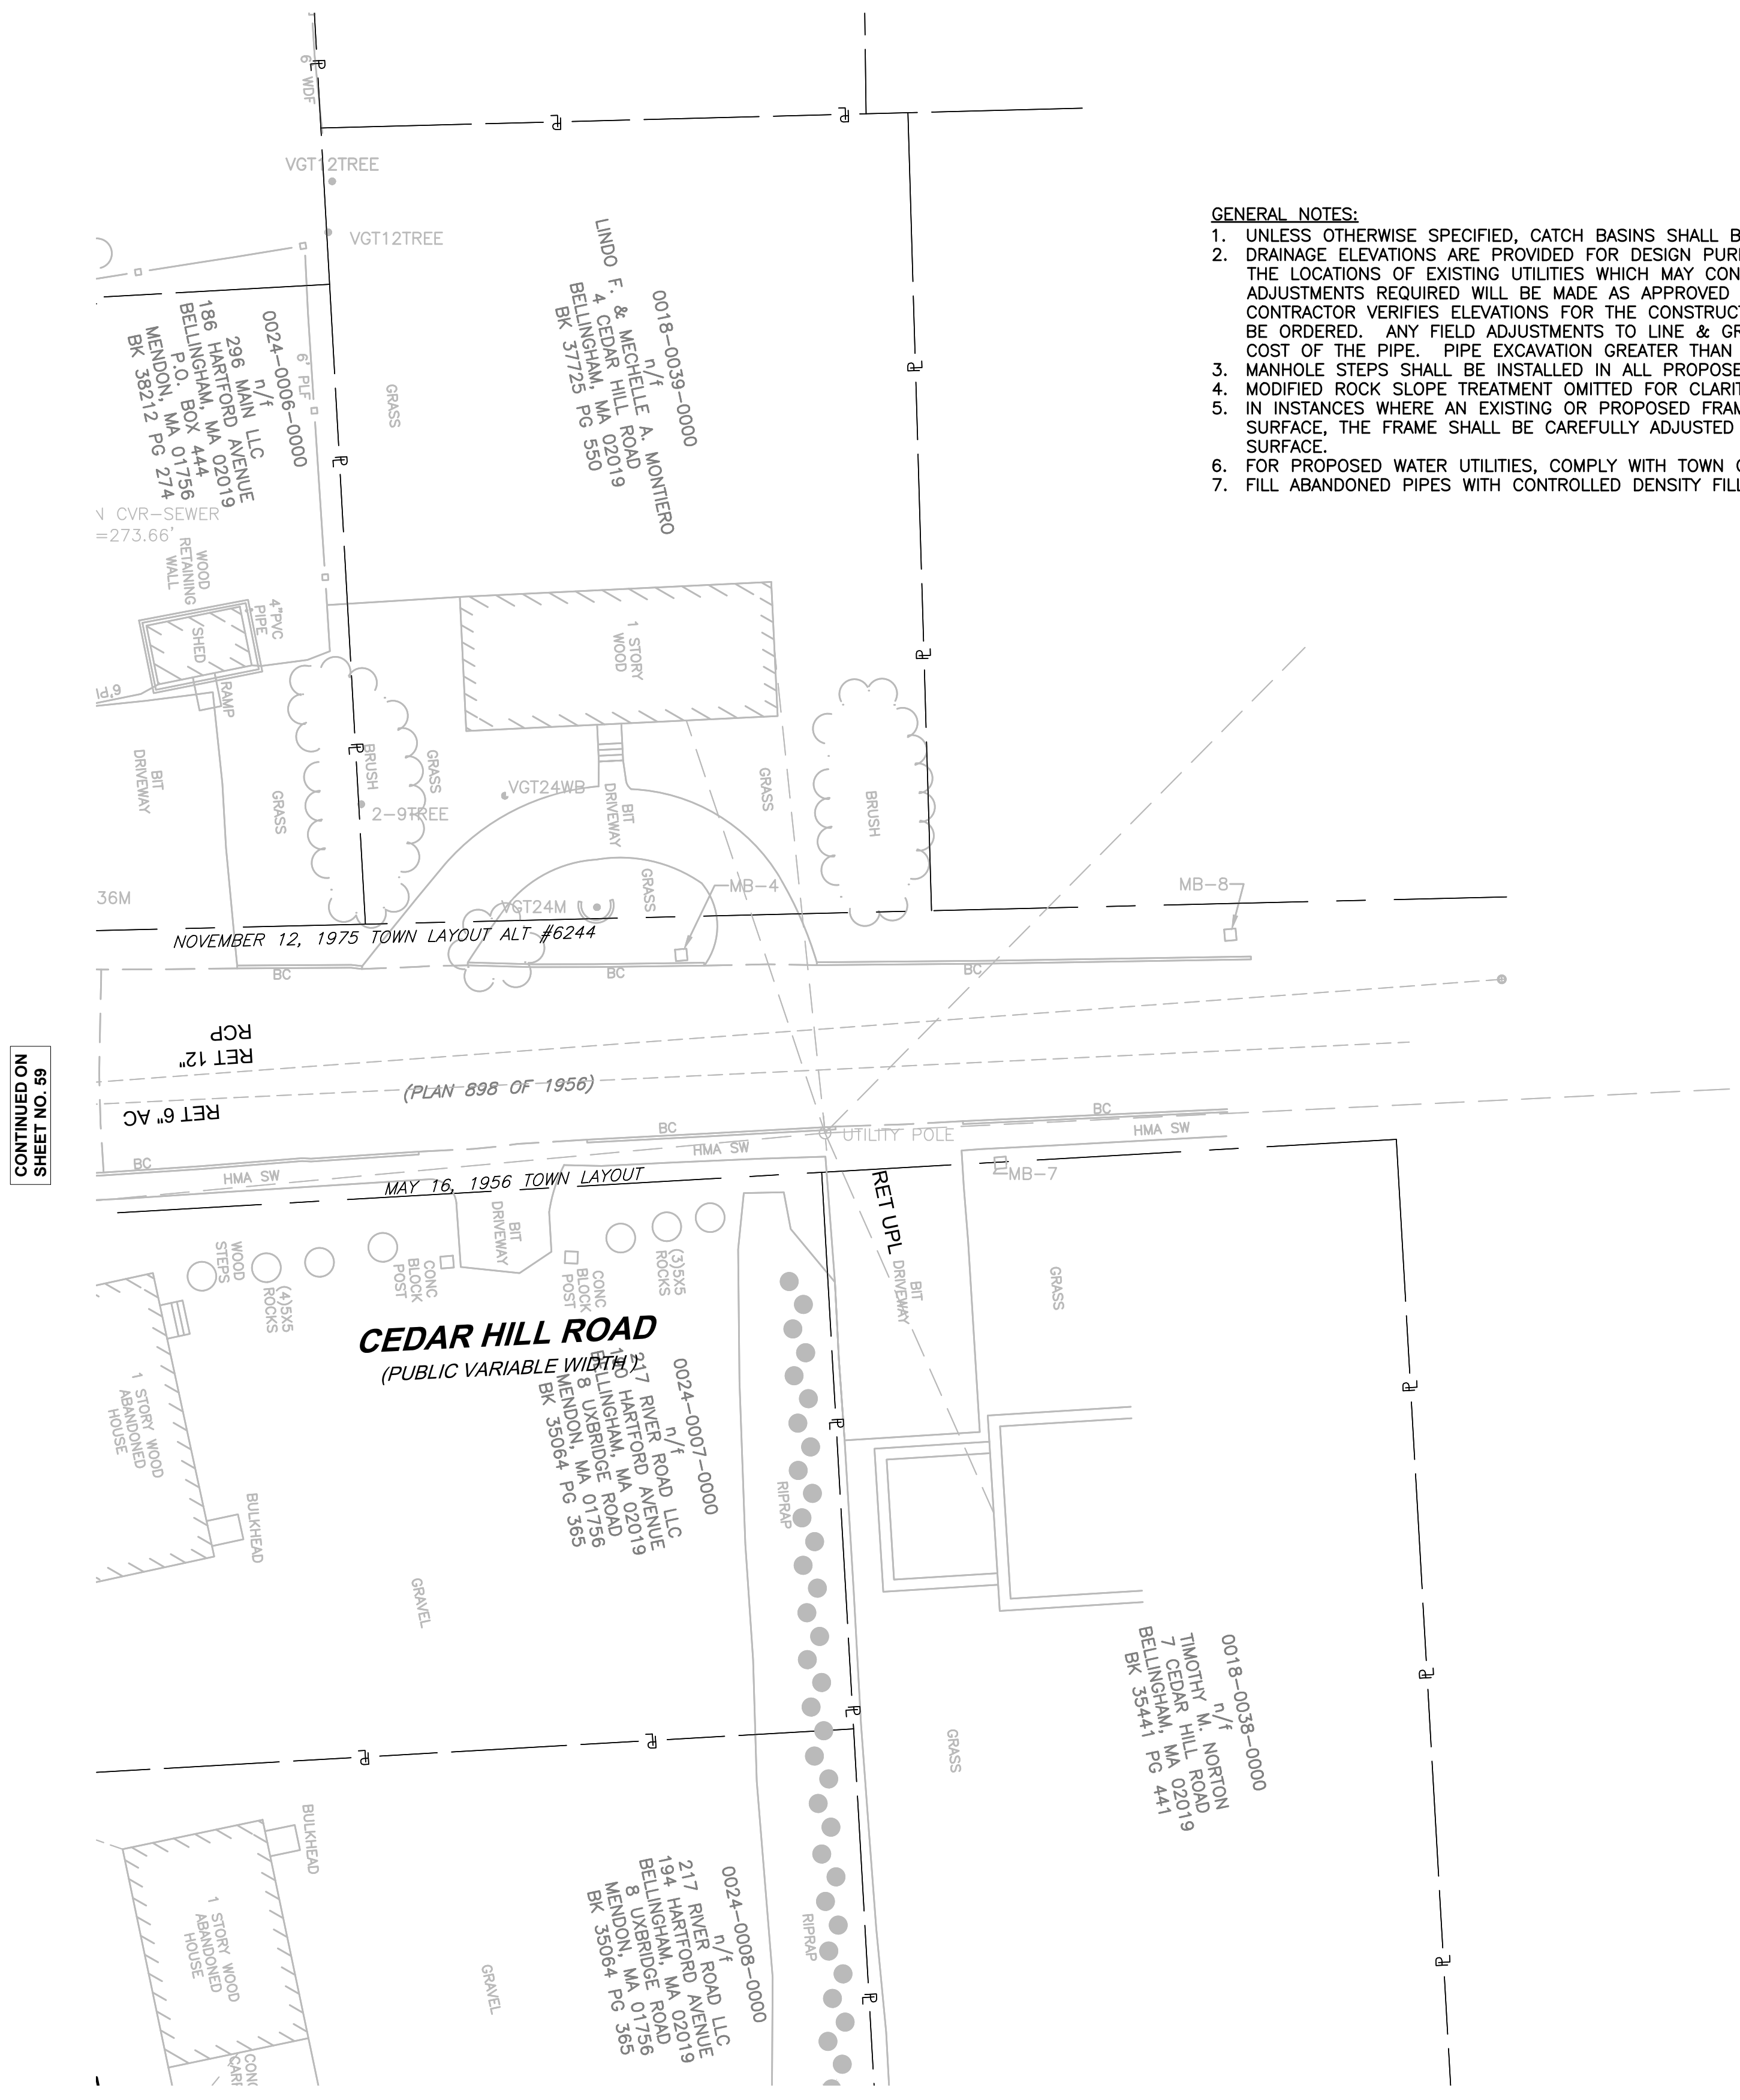 6' WDF
VGT12TREE
VGT12TREE
GENERAL NOTES:
1. UNLESS OTHERWISE SPECIFIED, CATCH BASINS SHALL B
2. DRAINAGE ELEVATIONS ARE PROVIDED FOR DESIGN
THE LOCATIONS OF EXISTING UTILITIES WHICH MAY CON
ADJUSTMENTS REQUIRED WILL BE MADE AS APPROVED
CONTRACTOR VERIFIES ELEVATIONS FOR THE CONSTRUCT
BE ORDERED. ANY FIELD ADJUSTMENTS TO LINE & GR
COST OF THE PIPE. PIPE EXCAVATION GREATER THAN
3. MANHOLE STEPS SHALL BE INSTALLED IN ALL PROPOSE
4. MODIFIED ROCK SLOPE TREATMENT OMITTED FOR CLARIT
5. IN INSTANCES WHERE AN EXISTING OR PROPOSED FRAM
SURFACE, THE FRAME SHALL BE CAREFULLY ADJUSTED
SURFACE.
6. FOR PROPOSED WATER UTILITIES, COMPLY WITH TOWN
7. FILL ABANDONED PIPES WITH CONTROLLED DENSITY FILL
0018-0039-0000
n/f
LINDO F. & MECHELLE A. MONTIERO
4 CEDAR HILL ROAD
BELLINGHAM, MA 02019
BK 37725 PG 550
0024-0006-0000
n/f
296 MAIN LLC
186 HARTFORD AVENUE
BELLINGHAM, MA 02019
P.O. BOX 444
MENDON, MA 01756
BK 38212 PG 274
6' PLF
GRASS
N CVR-SEWER
=273.66'
WOOD
RETAINING
WALL
4"PVC
PIPE
SHED
RAMP
6'Pl
1 STORY
WOOD
BIT
DRIVEWAY
GRASS
BRUSH
GRASS
2-9TREE
VGT24WB
BIT
DRIVEWAY
GRASS
BRUSH
36M
VGT24M
GRASS
MB-4
MB-8
NOVEMBER 12, 1975 TOWN LAYOUT ALT #6244
BC
BC
BC
RET 12"
RCP
(PLAN 898 OF 1956)
RET 6" AC
CONTINUED ON
SHEET NO. 59
BC
BC
BC
HMA SW
HMA SW
HMA SW
UTILITY POLE
MB-7
MAY 16, 1956 TOWN LAYOUT
RET UPL
BIT
DRIVEWAY
WOOD
STEPS
(4)5X5
ROCKS
CONC
BLOCK
POST
CONC
BLOCK
POST
(3)5X5
ROCKS
BIT
DRIVEWAY
GRASS
CEDAR HILL ROAD
(PUBLIC VARIABLE WIDTH)
0024-0007-0000
n/f
217 RIVER ROAD LLC
HARTFORD AVENUE
BELLINGHAM, MA 02019
8 UXBRIDGE ROAD
MENDON, MA 01756
BK 35064 PG 365
1 STORY WOOD
ABANDONED
HOUSE
BULKHEAD
GRAVEL
RIPRAP
0018-0038-0000
n/f
TIMOTHY M. NORTON
7 CEDAR HILL ROAD
BELLINGHAM, MA 02019
BK 35441 PG 441
GRASS
BULKHEAD
1 STORY WOOD
ABANDONED
HOUSE
GRAVEL
RIPRAP
0024-0008-0000
n/f
217 RIVER ROAD LLC
194 HARTFORD AVENUE
BELLINGHAM, MA 02019
8 UXBRIDGE ROAD
MENDON, MA 01756
BK 35064 PG 365
CONC